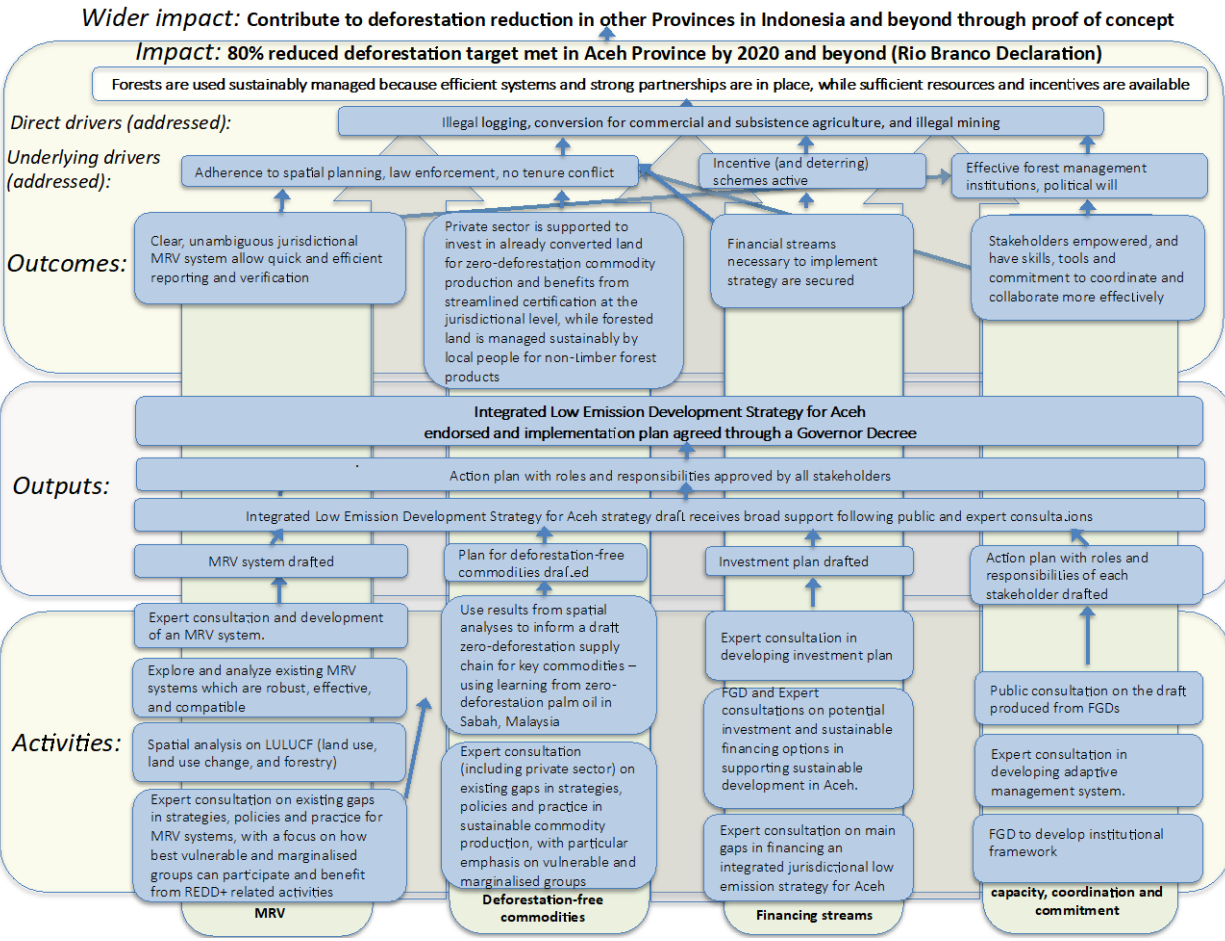 Wider impact: Contribute to deforestation reduction in other Provinces in Indonesia and beyond through proof of concept
Impact: 80% reduced deforestation target met in Aceh Province by 2020 and beyond (Rio Branco Declaration)
Forests are used sustainably managed because efficient systems and strong partnerships are in place, while sufficient resources and incentives are available
Direct drivers (addressed):
Illegal logging, conversion for commercial and subsistence agriculture, and illegal mining
Underlying drivers
(addressed):
Adherence to spatial planning, law enforcement, no tenure conflict
Incentive (and deterring)
schemes active
Effective forest management
institutions, political will
Outcomes:
Clear, unambiguous jurisdictional
MRV system allow quick and efficient
reporting and verification
Private sector is supported to
invest in already converted land
for zero-deforestation commodity
production and benefits from
streamlined certification at the
jurisdictional level, while forested
land is managed sustainably by
local people for non-timber forest
products
Financial streams
necessary to implement
strategy are secured
Stakeholders empowered, and
have skills, tools and
commitment to coordinate and
collaborate more effectively
Outputs:
Integrated Low Emission Development Strategy for Aceh
endorsed and implementation plan agreed through a Governor Decree
Action plan with roles and responsibilities approved by all stakeholders
Integrated Low Emission Development Strategy for Aceh strategy draft receives broad support following public and expert consultations
MRV system drafted
Plan for deforestation-free
commodities drafted
Investment plan drafted
Action plan with roles and
responsibilities of each
stakeholder drafted
Activities:
Expert consultation and development
of an MRV system.
Explore and analyze existing MRV
systems which are robust, effective,
and compatible
Spatial analysis on LULUCF (land use,
land use change, and forestry)
Expert consultation on existing gaps
in strategies, policies and practice for
MRV systems, with a focus on how
best vulnerable and marginalised
groups can participate and benefit
from REDD+ related activities
MRV
Use results from spatial
analyses to inform a draft
zero-deforestation supply
chain for key commodities –
using learning from zero-
deforestation palm oil in
Sabah, Malaysia
Expert consultation
(including private sector) on
existing gaps in strategies,
policies and practice in
sustainable commodity
production, with particular
emphasis on vulnerable and
marginalised groups
Deforestation-free
commodities
Expert consultation in
developing investment plan
FGD and Expert
consultations on potential
investment and sustainable
financing options in
supporting sustainable
development in Aceh.
Expert consultation on main
gaps in financing an
integrated jurisdictional low
emission strategy for Aceh
Financing streams
Public consultation on the draft
produced from FGDs
Expert consultation in
developing adaptive
management system.
FGD to develop institutional
framework
capacity, coordination and
commitment